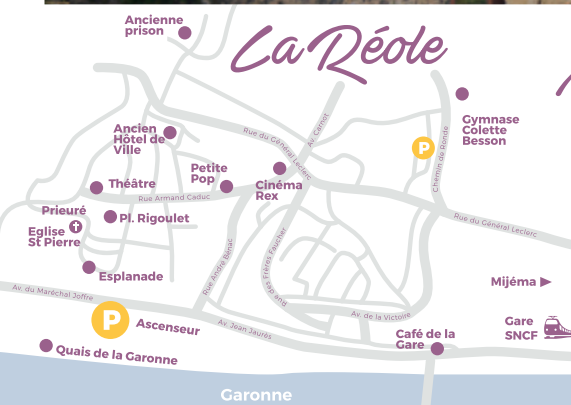 Ancienne
prison
La Réole
Gymnase
Colette
Besson
Ancien
Hôtel de
Ville
Rue du Général Leclerc
Av. Carnot
P
Chemin de Ronde
Petite
Pop
Cinéma
Rex
Théâtre
Rue Armand Caduc
Prieuré
Pl. Rigoulet
Eglise
St Pierre
Rue du Général Leclerc
Rue André Bénac
Rue des Frères Faucher
Esplanade
Mijéma
Av. du Maréchal Joffre
P
Ascenseur
Av. Jean Jaurès
Av. de la Victoire
Gare
SNCF
Café de la
Gare
Quais de la Garonne
Garonne